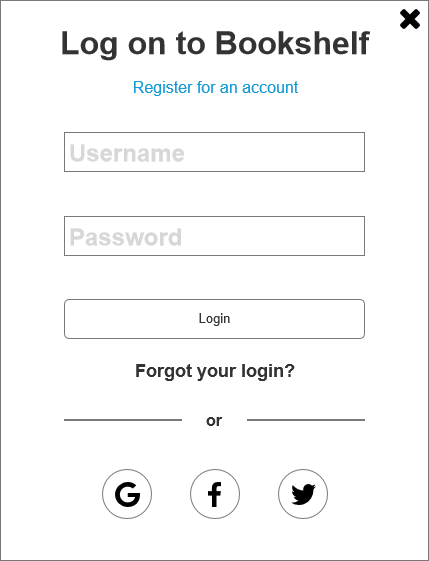 Log on to Bookshelf
Register for an account
Username
Password
Login
Forgot your login?
or